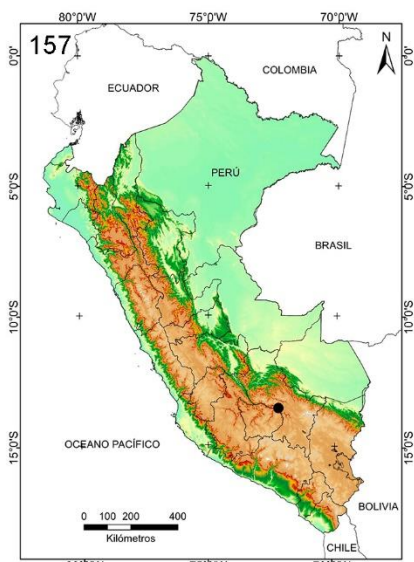 80°0'W 75°0'W 70°0'W
157
N
0°0' 0°0'
COLOMBIA
ECUADOR
PERÚ
5°0'S 5°0'S
BRASIL
10°0'S 10°0'S
OCEANO PACÍFICO
15°0'S 15°0'S
BOLIVIA
0 100 200 400
Kilómetros
CHILE